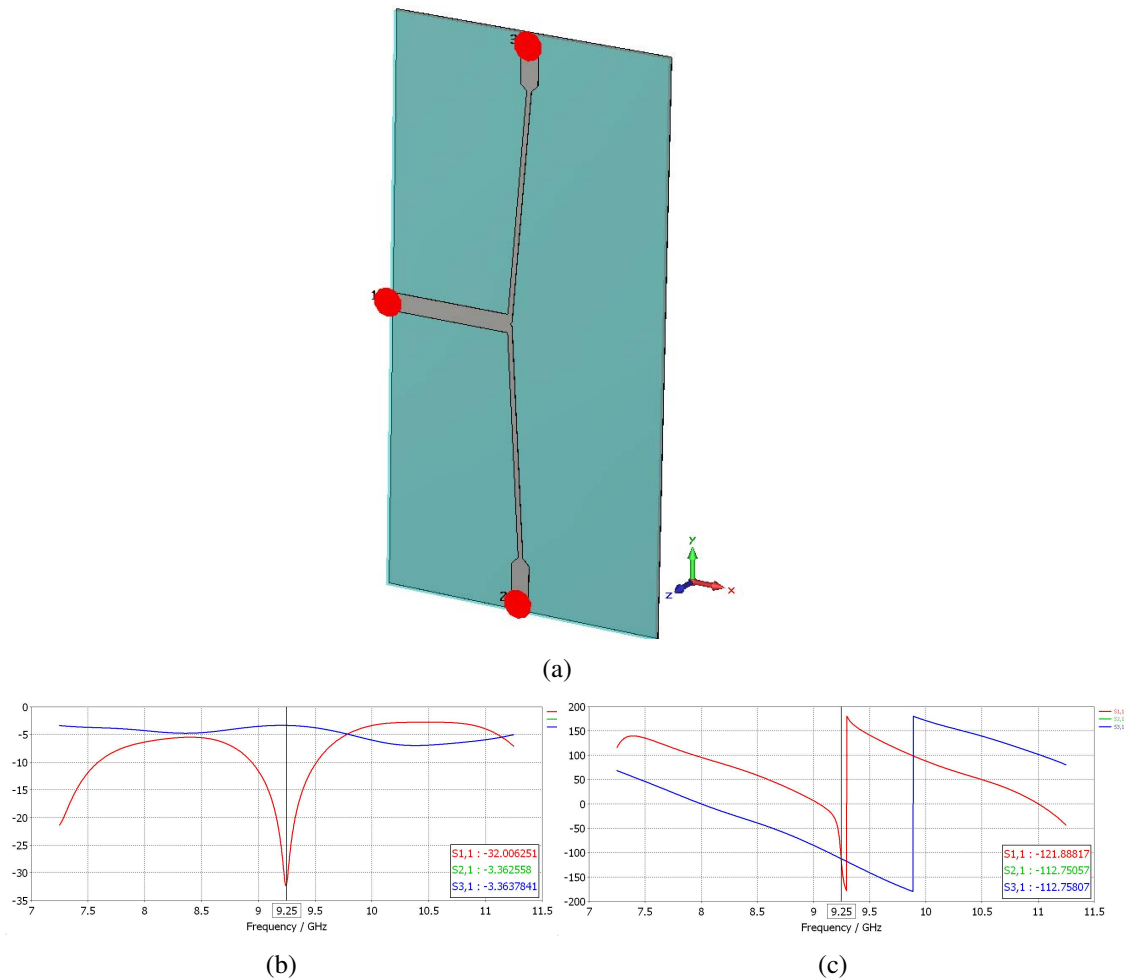 3
1
2
y
z
x
(a)
0
-5
-10
-15
-20
-25
-30
-35
7
7.5
8
8.5
9
9.25
9.5
10
10.5
11
11.5
Frequency / GHz
S1,1 : -32.006251
S2,1 : -3.362558
S3,1 : -3.3637841
(b)
200
150
100
50
0
-50
-100
-150
-200
7
7.5
8
8.5
9
9.25
9.5
10
10.5
11
11.5
Frequency / GHz
S1,1
S2,1
S3,1
S1,1 : -121.88817
S2,1 : -112.75057
S3,1 : -112.75807
(c)